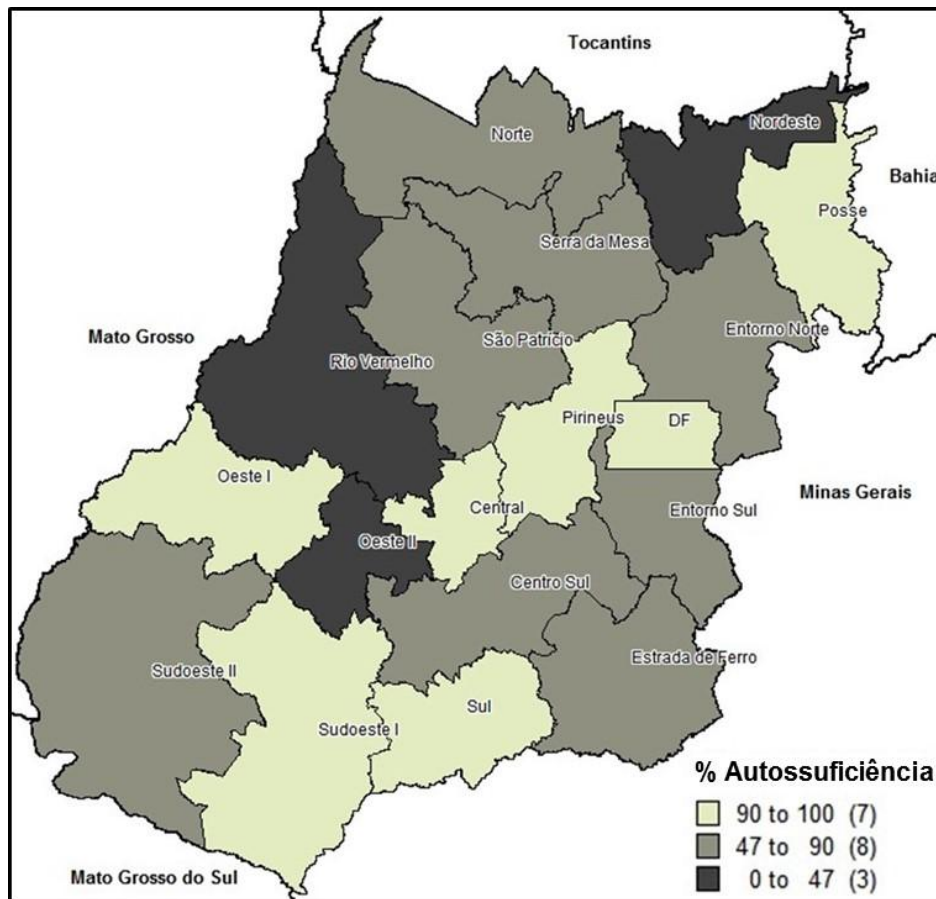 Tocantins
Nordeste
Norte
Bahia
Posse
Serra da Mesa
Entorno Norte
Mato Grosso
São Patrício
Rio Vermelho
Pirineus
DF
Oeste I
Minas Gerais
Central
Entorno Sul
Oeste II
Centro Sul
Estrada de Ferro
Sudoeste II
Sul
Sudoeste I
% Autossuficiência
90 to 100 (7)
47 to 90 (8)
0 to 47 (3)
Mato Grosso do Sul